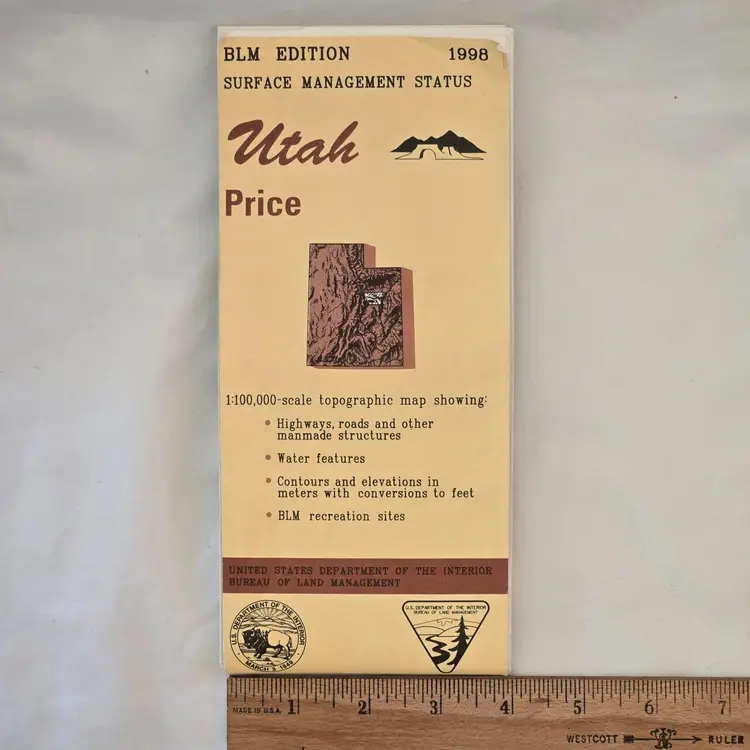 BLM EDITION 1998
SURFACE MANAGEMENT STATUS
Utah
Price
1:100,000-scale topographic map showing:
• Highways, roads and other
manmade structures
• Water features
• Contours and elevations in
meters with conversions to feet
• BLM recreation sites
UNITED STATES DEPARTMENT OF THE INTERIOR
BUREAU OF LAND MANAGEMENT
U.S. DEPARTMENT OF THE INTERIOR
MARCH 3, 1849
U.S. DEPARTMENT OF THE INTERIOR
BUREAU OF LAND MANAGEMENT
1 2 3 4 5 6 7
MADE IN U.S.A.
WESTCOTT RULER